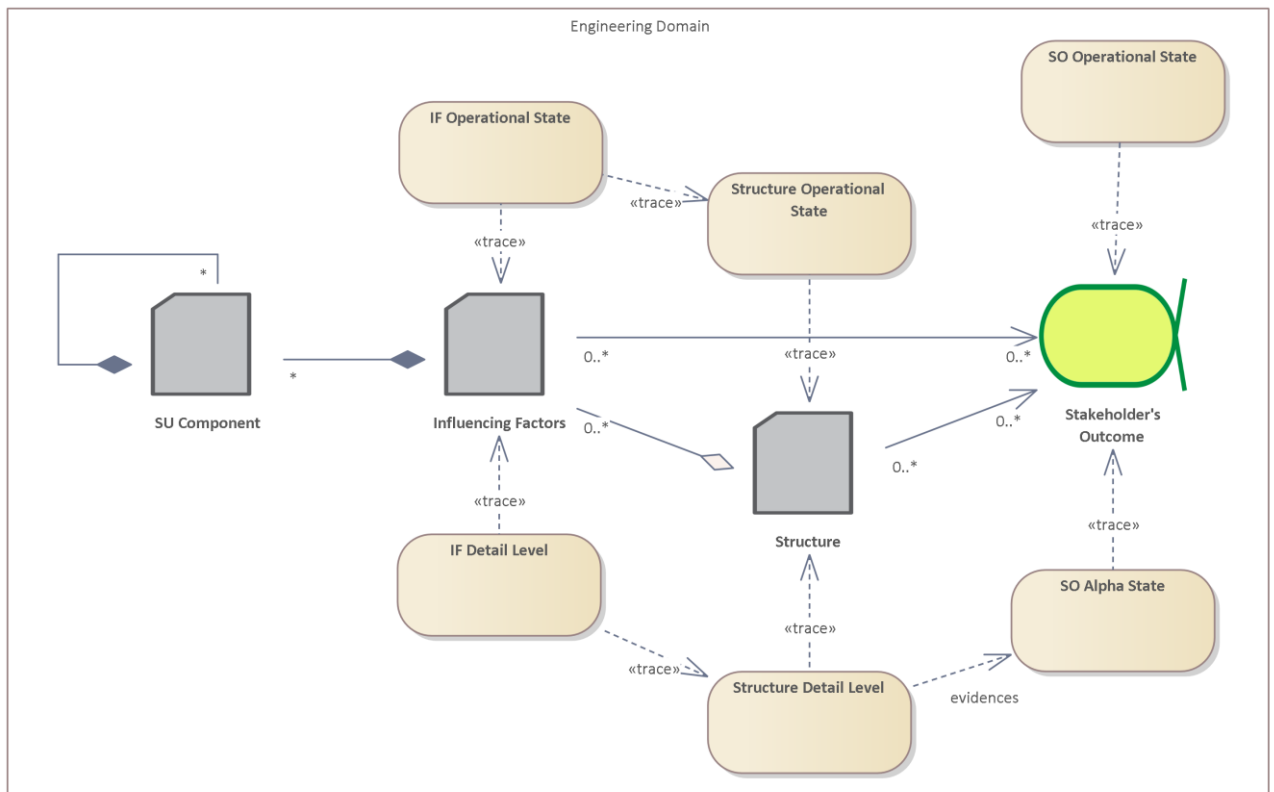 Engineering Domain
SO Operational State
IF Operational State
Structure Operational
State
«trace»
«trace»
«trace»
*
«trace»
0..*
0..*
*
SU Component
Influencing Factors
0..*
Stakeholder's
Outcome
0..*
0..*
«trace»
«trace»
Structure
IF Detail Level
SO Alpha State
«trace»
«trace»
Structure Detail Level
evidences